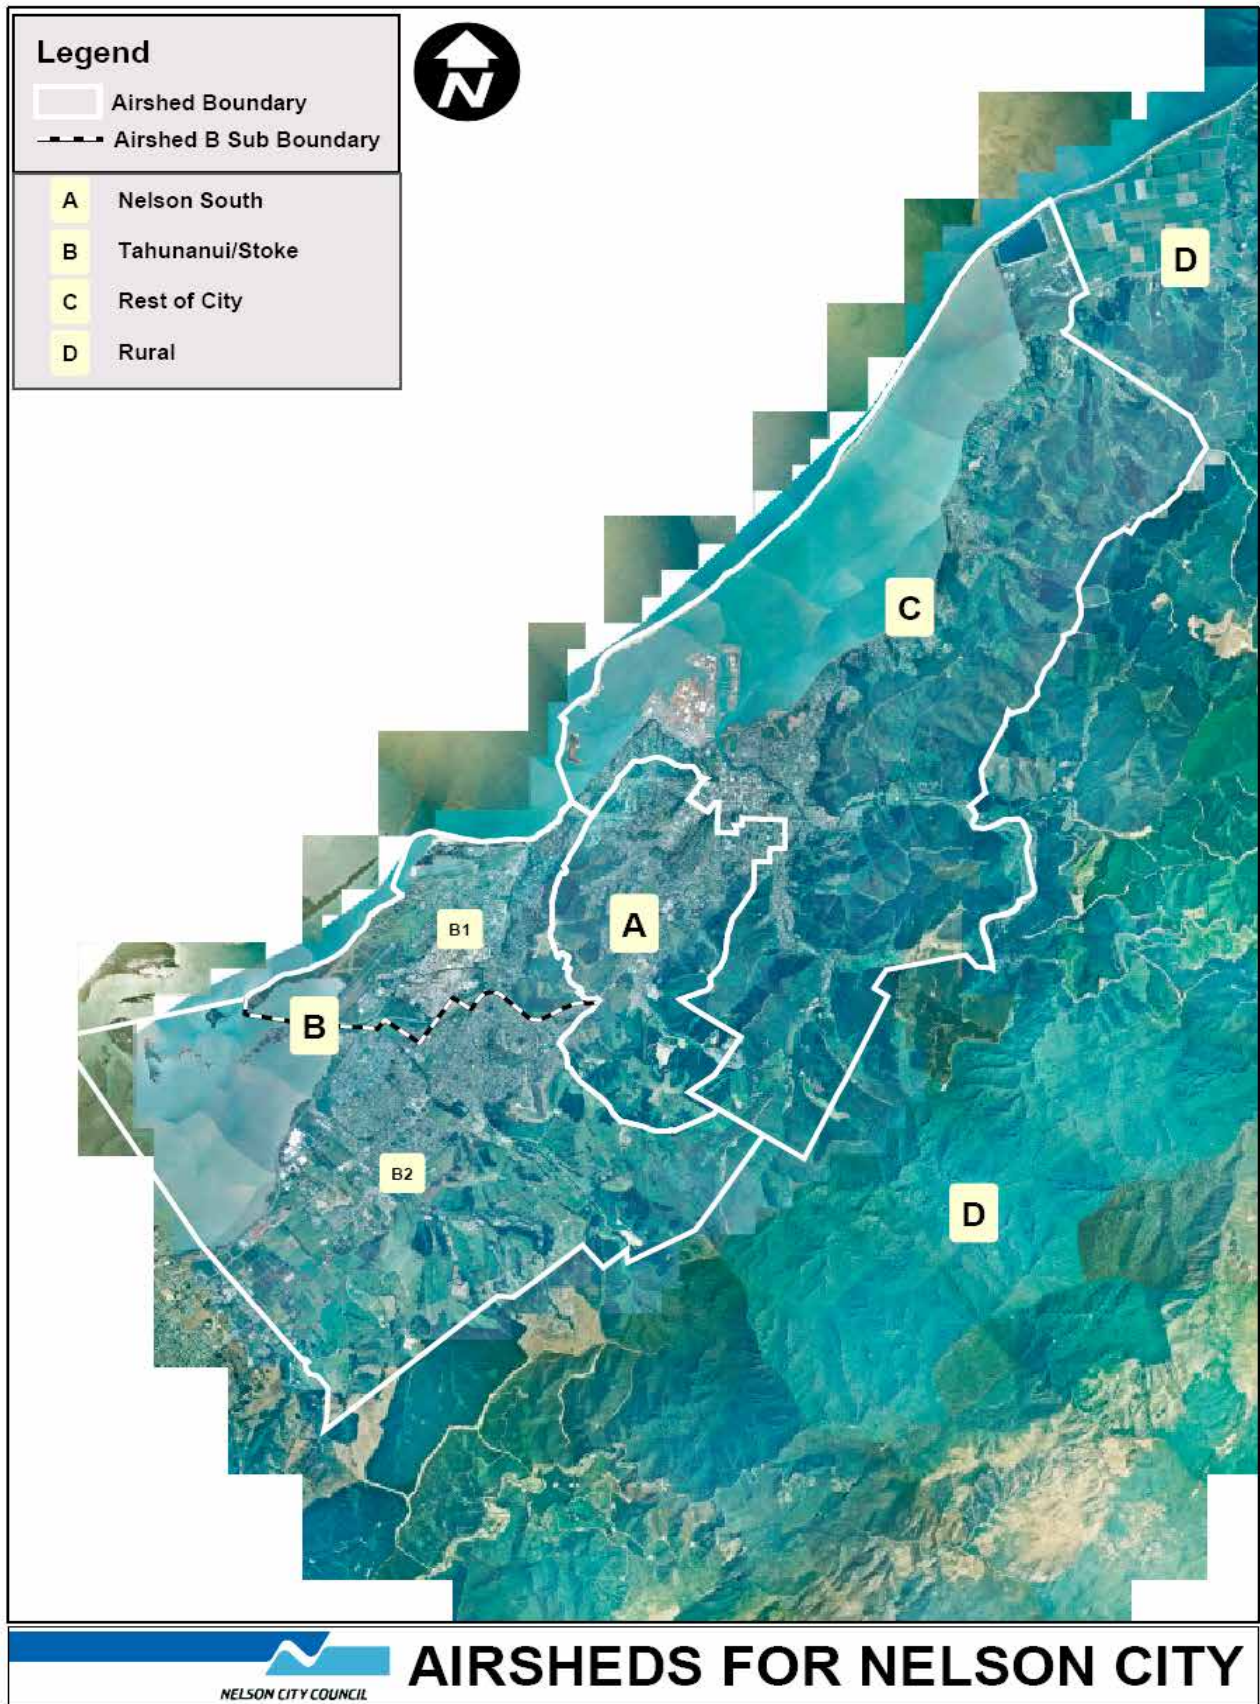 Legend
Airshed Boundary
Airshed B Sub Boundary
N
A Nelson South
B Tahunanui/Stoke
C Rest of City
D Rural
D
C
A
B1
B
B2
D
NELSON CITY COUNCIL
AIRSHEDS FOR NELSON CITY